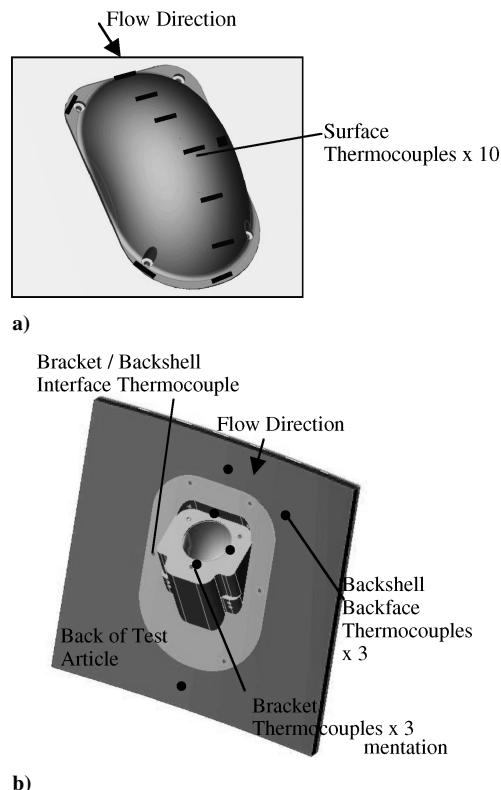 Flow Direction
Surface
Thermocouples x 10
a)
Bracket / Backshell
Interface Thermocouple
Flow Direction
Backshell
Backface
Thermocouples
x 3
Back of Test
Article
Bracket
Thermocouples x 3
mentation
b)